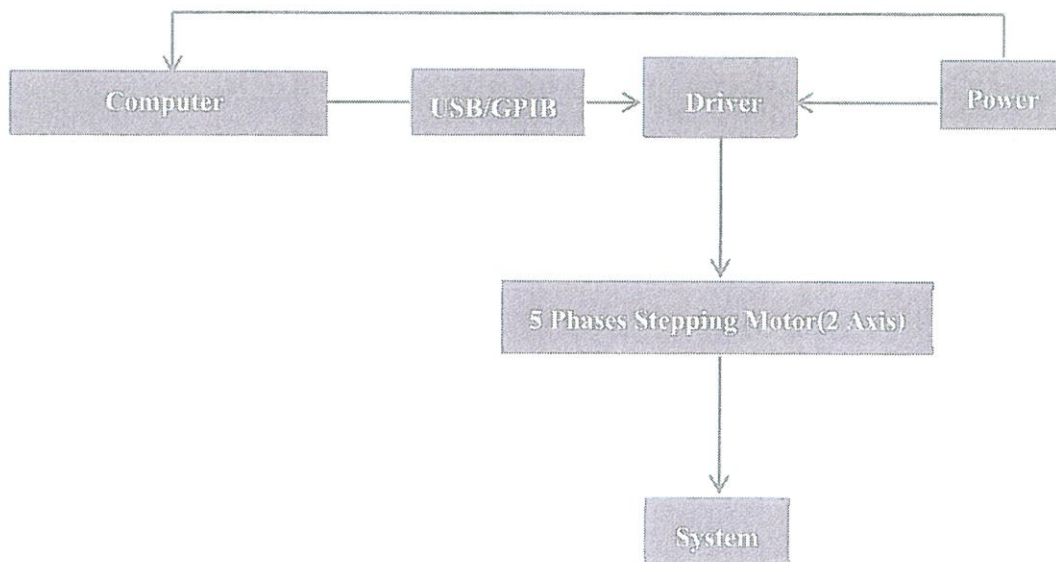 Computer
USB/GPIB
Driver
Power
5 Phases Stepping Motor(2 Axis)
System